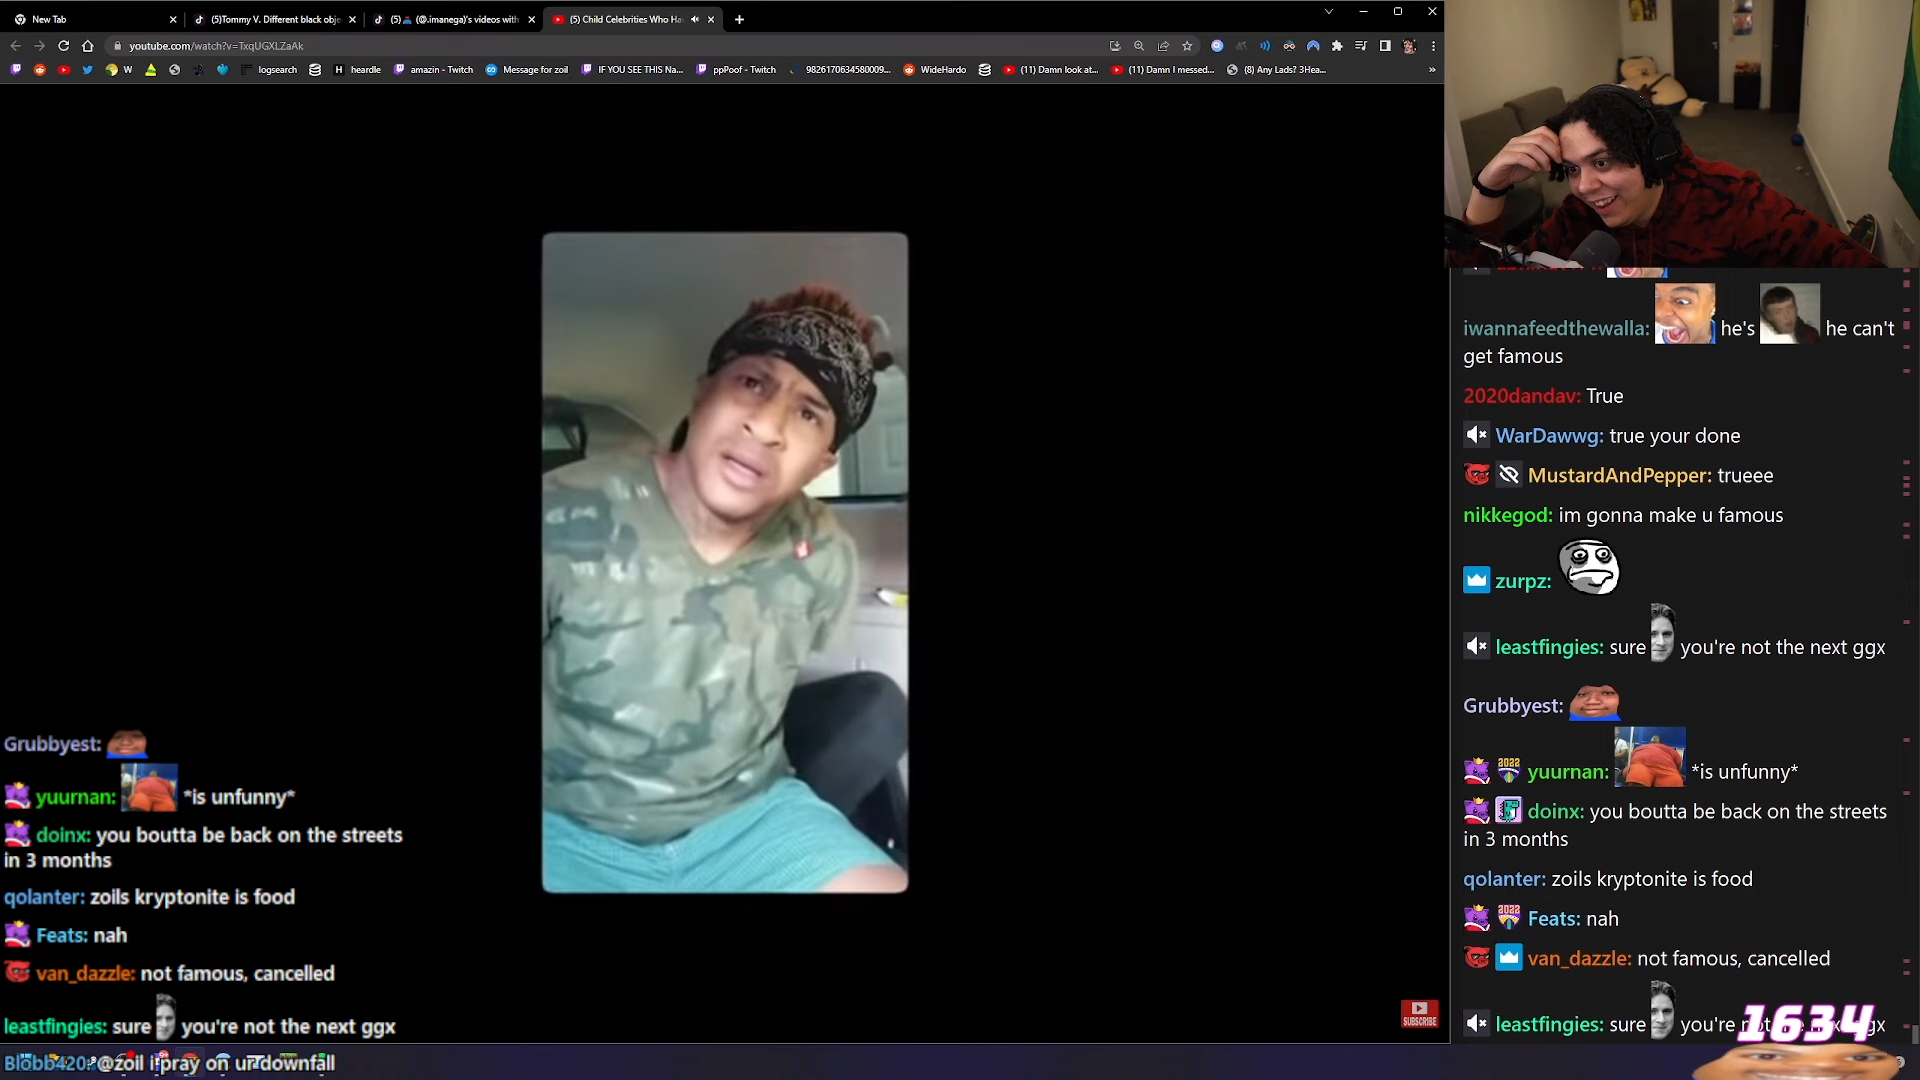 New Tab
(5)Tommy V. Different black obje
(5) (@.imanega)'s videos with
(5) Child Celebrities Who Ha
youtube.com/watch?v=TxqUGXLZaAk
W
logsearch
H heardle
amazin - Twitch
Message for zoil
IF YOU SEE THIS Na...
ppPoof - Twitch
9826170634580009...
WideHardo
(11) Damn look at...
(11) Damn I missed...
(8) Any Lads? 3Hea...
»
iwannafeedthewalla: he's he can't
get famous
2020dandav: True
WarDawwg: true your done
MustardAndPepper: trueee
nikkegod: im gonna make u famous
zurpz:
leastfingies: sure you're not the next ggx
Grubbyest:
2022 yuurnan: *is unfunny*
doinx: you boutta be back on the streets
in 3 months
qolanter: zoils kryptonite is food
2022 Feats: nah
van_dazzle: not famous, cancelled
leastfingies: sure you're ggx
1634
Grubbyest:
yuurnan: *is unfunny*
doinx: you boutta be back on the streets
in 3 months
qolanter: zoils kryptonite is food
Feats: nah
van_dazzle: not famous, cancelled
leastfingies: sure you're not the next ggx
Blobb420: @zoil i pray on ur downfall
SUBSCRIBE